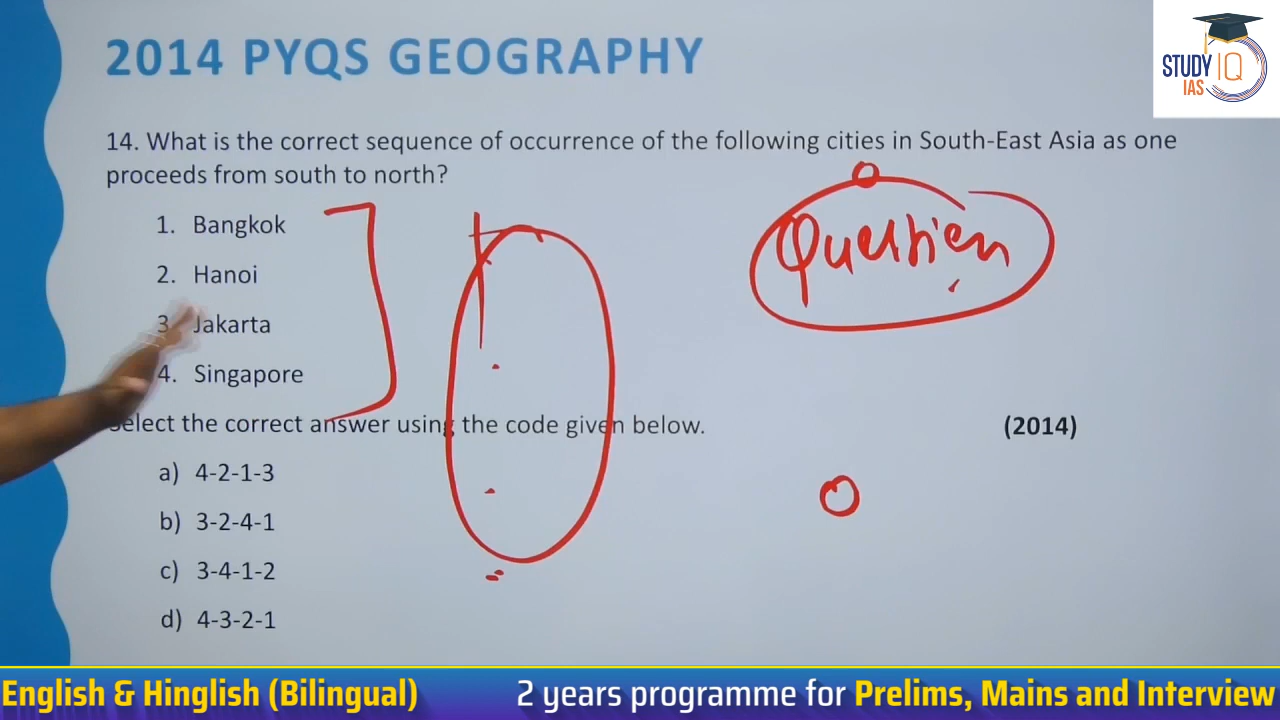 2014 PYQS GEOGRAPHY
STUDY IQ
IAS
14. What is the correct sequence of occurrence of the following cities in South-East Asia as one
proceeds from south to north?
1. Bangkok
2. Hanoi
3. Jakarta
4. Singapore
Question
Select the correct answer using the code given below.
(2014)
a) 4-2-1-3
b) 3-2-4-1
c) 3-4-1-2
d) 4-3-2-1
English & Hinglish (Bilingual)
2 years programme for Prelims, Mains and Interview